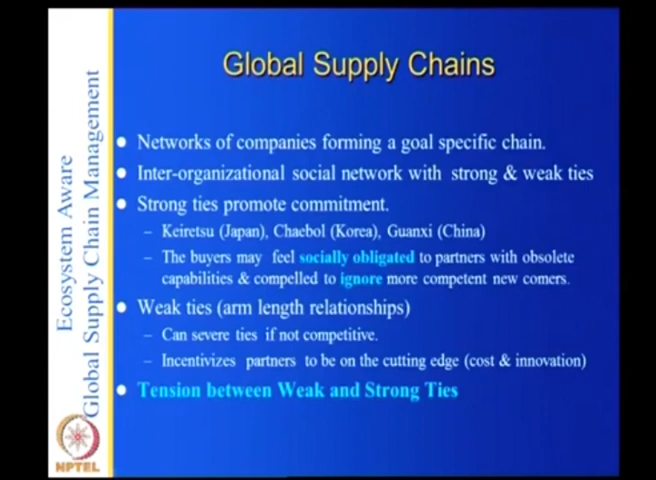 Global Supply Chains
Networks of companies forming a goal specific chain.
Inter-organizational social network with strong & weak ties
Strong ties promote commitment.
– Keiretsu (Japan), Chaebol (Korea), Guanxi (China)
– The buyers may feel socially obligated to partners with obsolete
capabilities & compelled to ignore more competent new comers.
Weak ties (arm length relationships)
– Can severe ties if not competitive.
– Incentivizes partners to be on the cutting edge (cost & innovation)
Tension between Weak and Strong Ties
Ecosystem Aware
Global Supply Chain Management
NPTEL